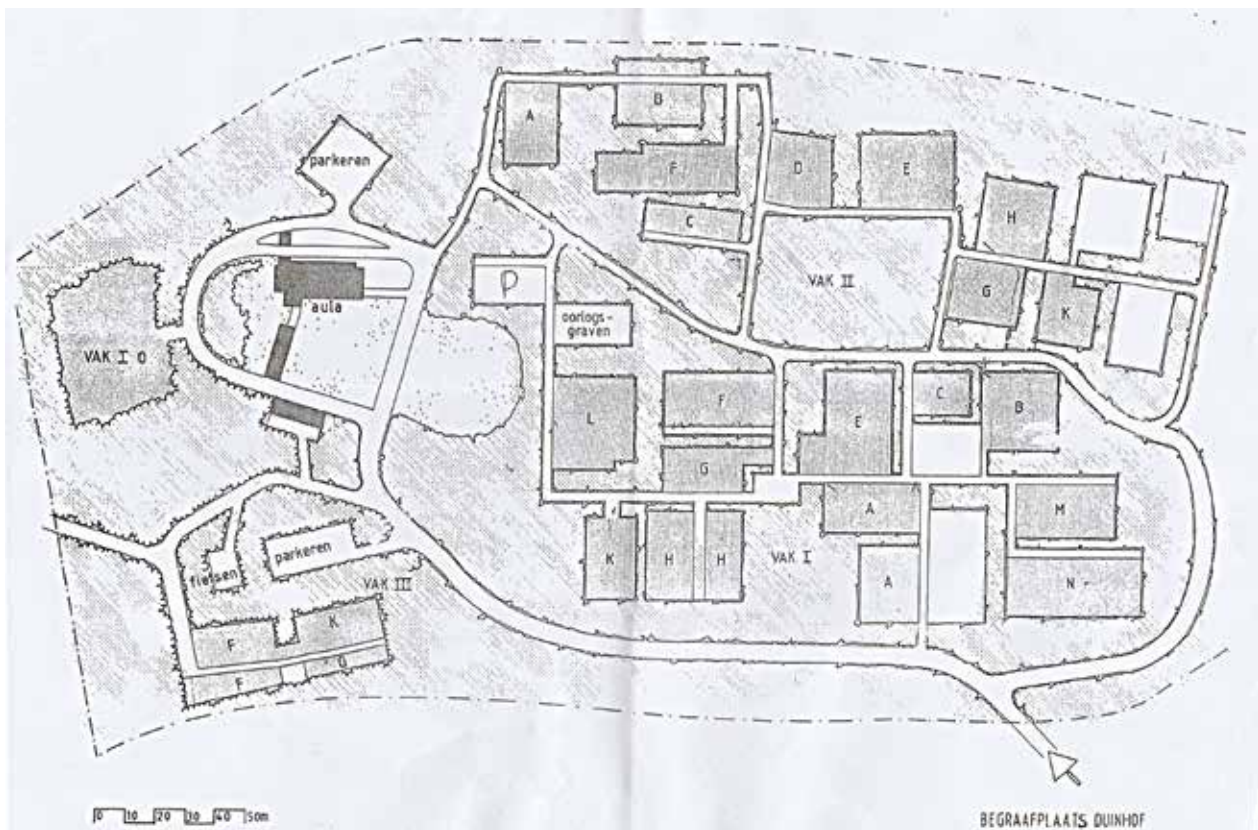 A
B
parkeren
F
D
E
H
C
P
VAK II
G
K
aula
oorlogs-
graven
VAK I O
L
F
E
C
B
G
A
M
K
H
H
VAK I
A
N
fietsen
parkeren
VAK III
F
K
F
0 10 20 30 40 50m
BEGRAAFPLAATS DUINHOF